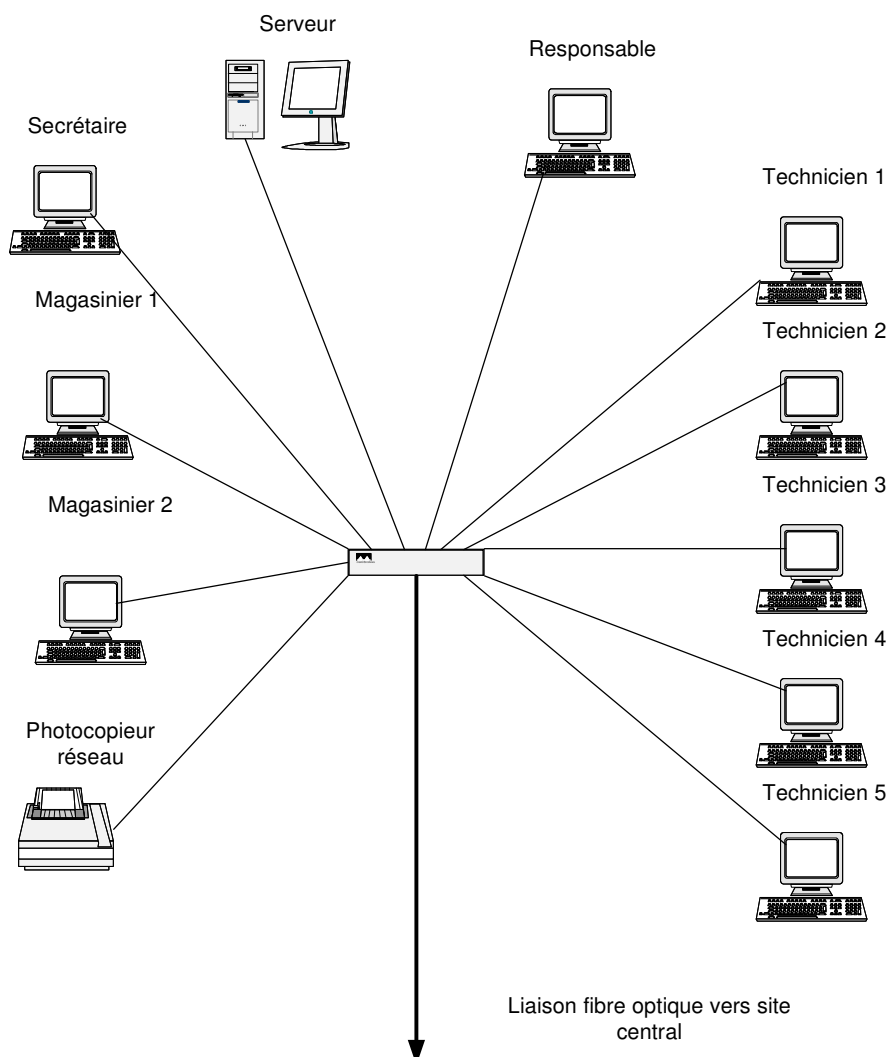 Serveur
Responsable
Secrétaire
Technicien 1
Magasinier 1
Technicien 2
Technicien 3
Magasinier 2
Technicien 4
Photocopieur
réseau
Technicien 5
Liaison fibre optique vers site
central